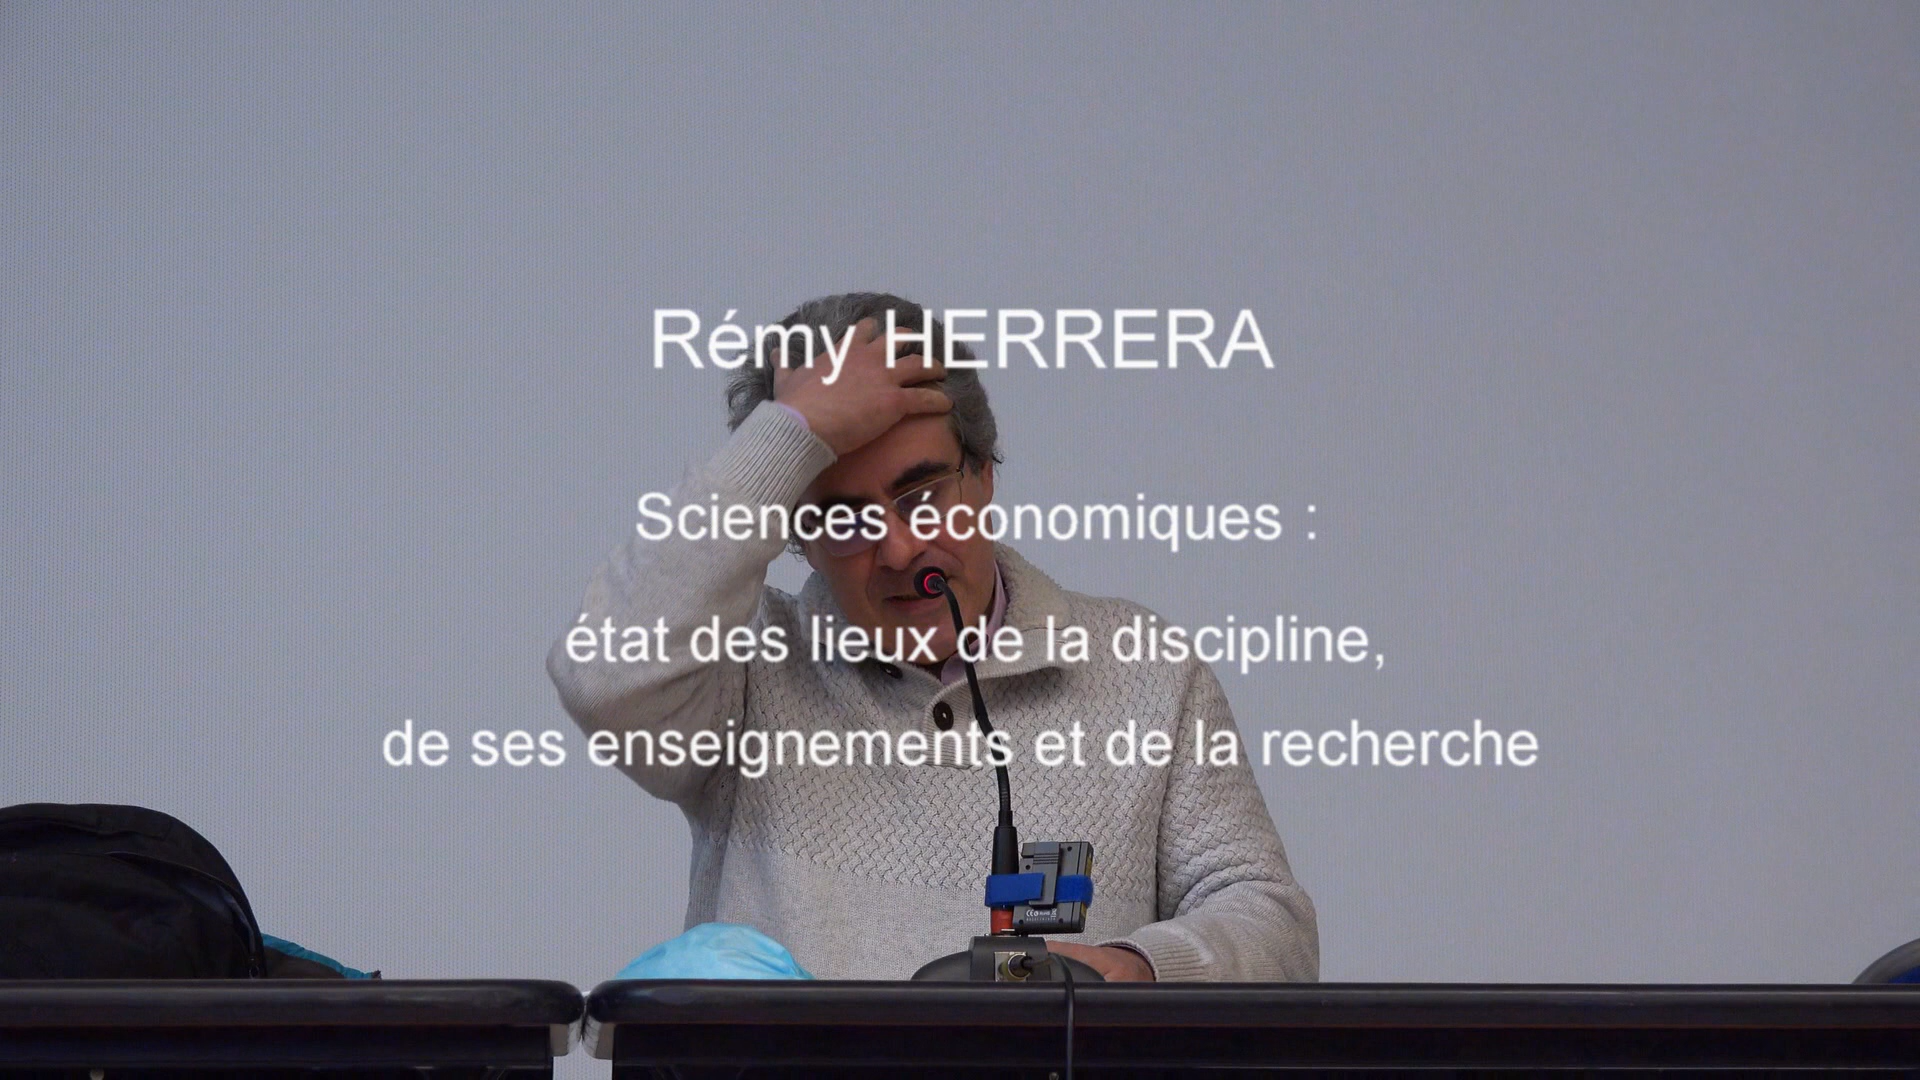 Rémy HERRERA
Sciences économiques :
état des lieux de la discipline,
de ses enseignements et de la recherche